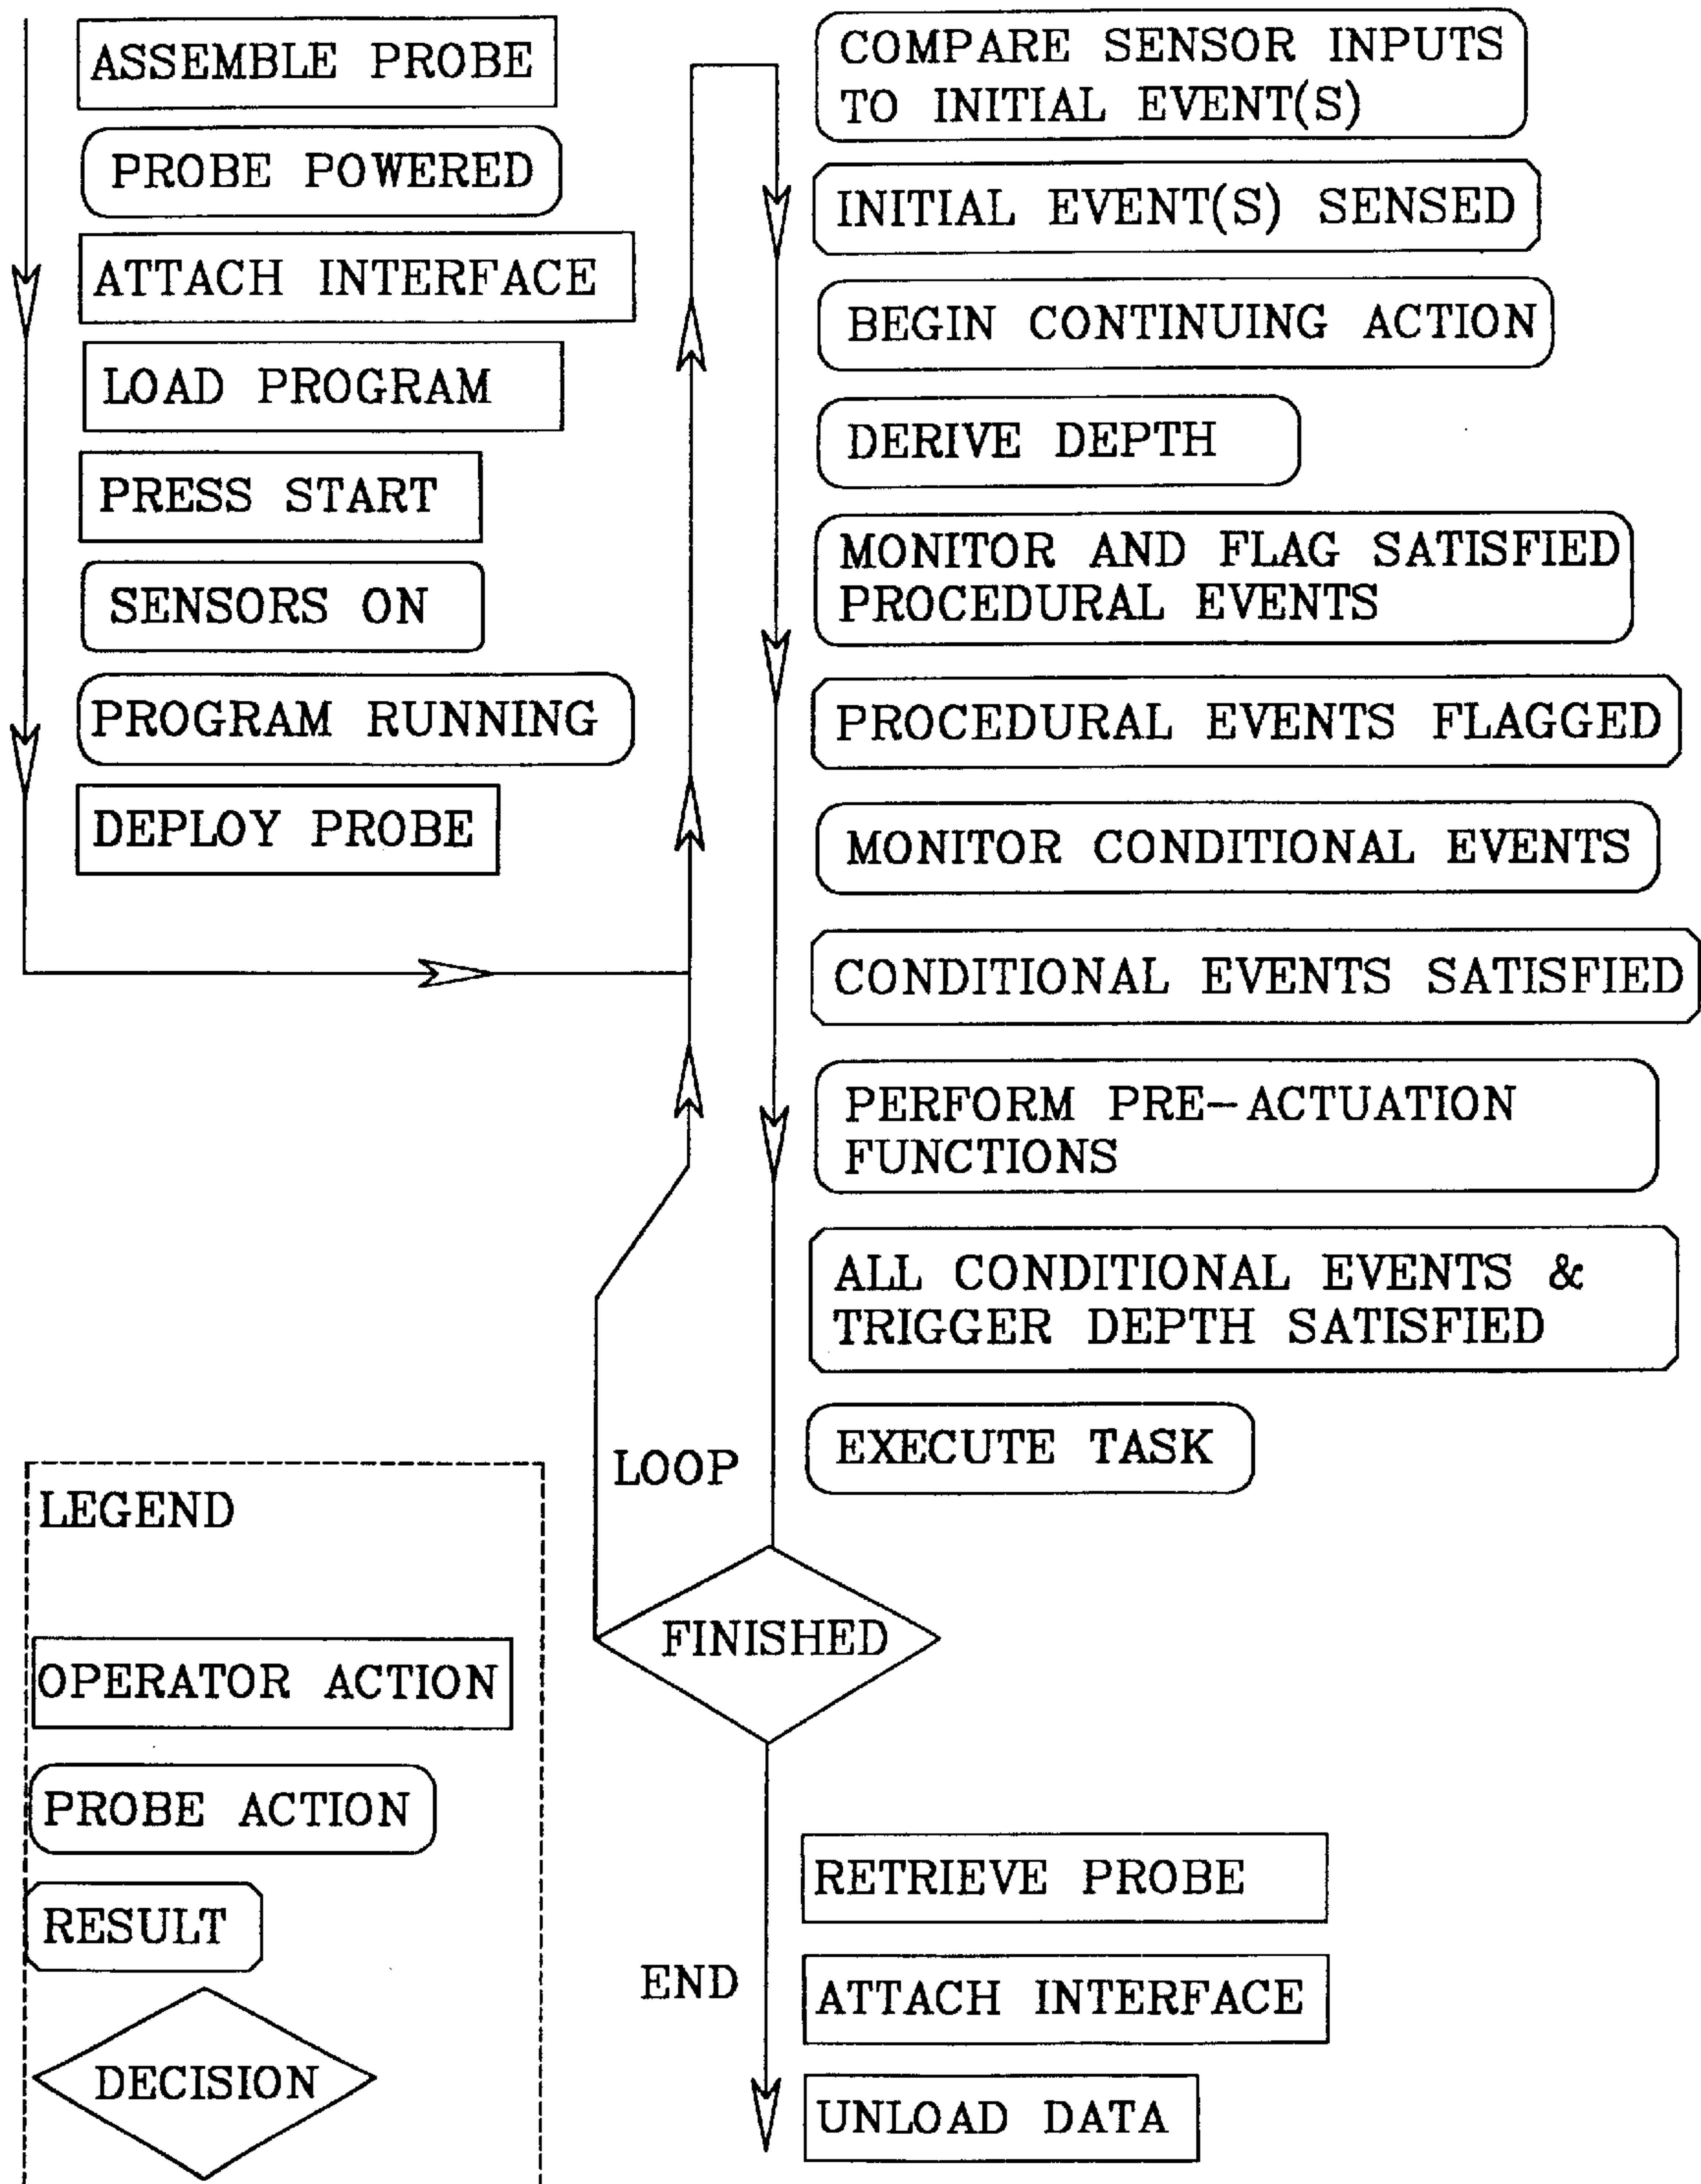 ASSEMBLE PROBE
PROBE POWERED
ATTACH INTERFACE
LOAD PROGRAM
PRESS START
SENSORS ON
PROGRAM RUNNING
DEPLOY PROBE
COMPARE SENSOR INPUTS
TO INITIAL EVENT(S)
INITIAL EVENT(S) SENSED
BEGIN CONTINUING ACTION
DERIVE DEPTH
MONITOR AND FLAG SATISFIED
PROCEDURAL EVENTS
PROCEDURAL EVENTS FLAGGED
MONITOR CONDITIONAL EVENTS
CONDITIONAL EVENTS SATISFIED
PERFORM PRE-ACTUATION
FUNCTIONS
ALL CONDITIONAL EVENTS &
TRIGGER DEPTH SATISFIED
EXECUTE TASK
LOOP
FINISHED
END
RETRIEVE PROBE
ATTACH INTERFACE
UNLOAD DATA
LEGEND
OPERATOR ACTION
PROBE ACTION
RESULT
DECISION